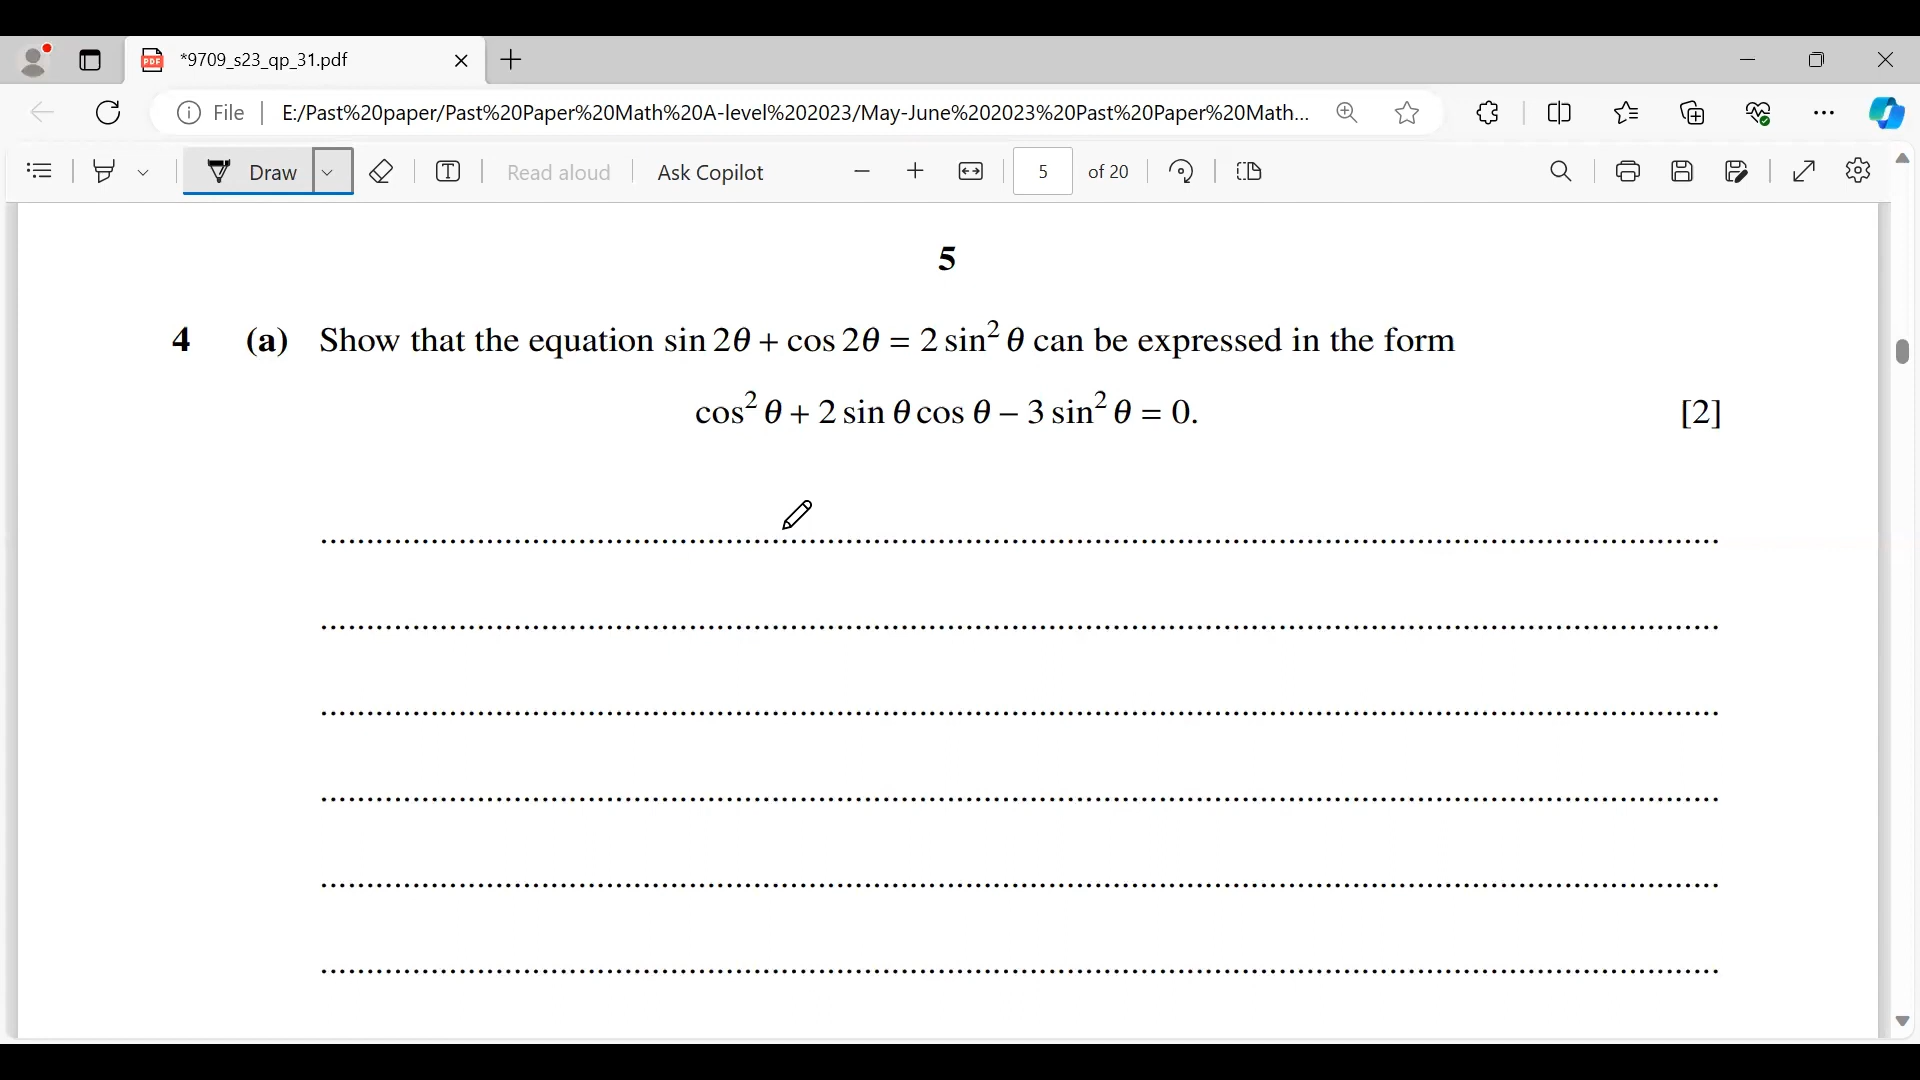 *9709_s23_qp_31.pdf
File E:/Past%20paper/Past%20Paper%20Math%20A-level%202023/May-June%202023%20Past%20Paper%20Math...
Draw Read aloud Ask Copilot 5 of 20
5
4 (a) Show that the equation sin 2θ + cos 2θ = 2 sin² θ can be expressed in the form
cos² θ + 2 sin θ cos θ − 3 sin² θ = 0. [2]